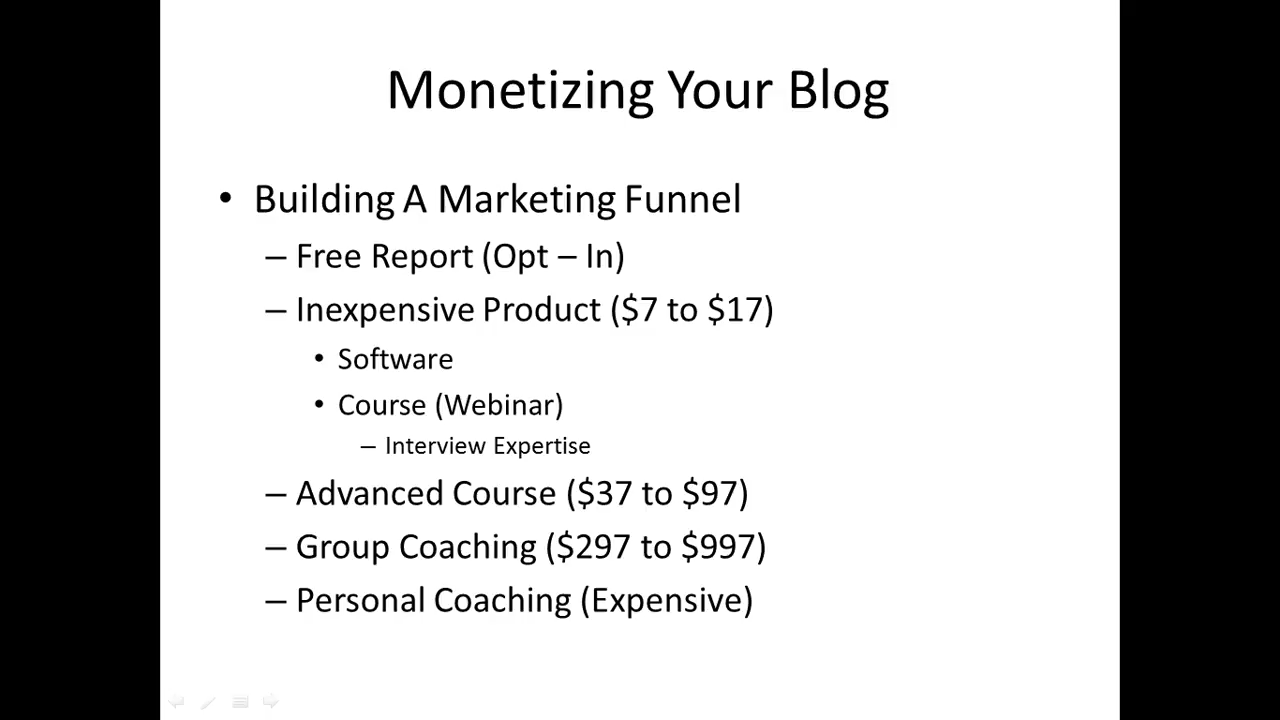 Monetizing Your Blog
• Building A Marketing Funnel
– Free Report (Opt – In)
– Inexpensive Product ($7 to $17)
• Software
• Course (Webinar)
– Interview Expertise
– Advanced Course ($37 to $97)
– Group Coaching ($297 to $997)
– Personal Coaching (Expensive)